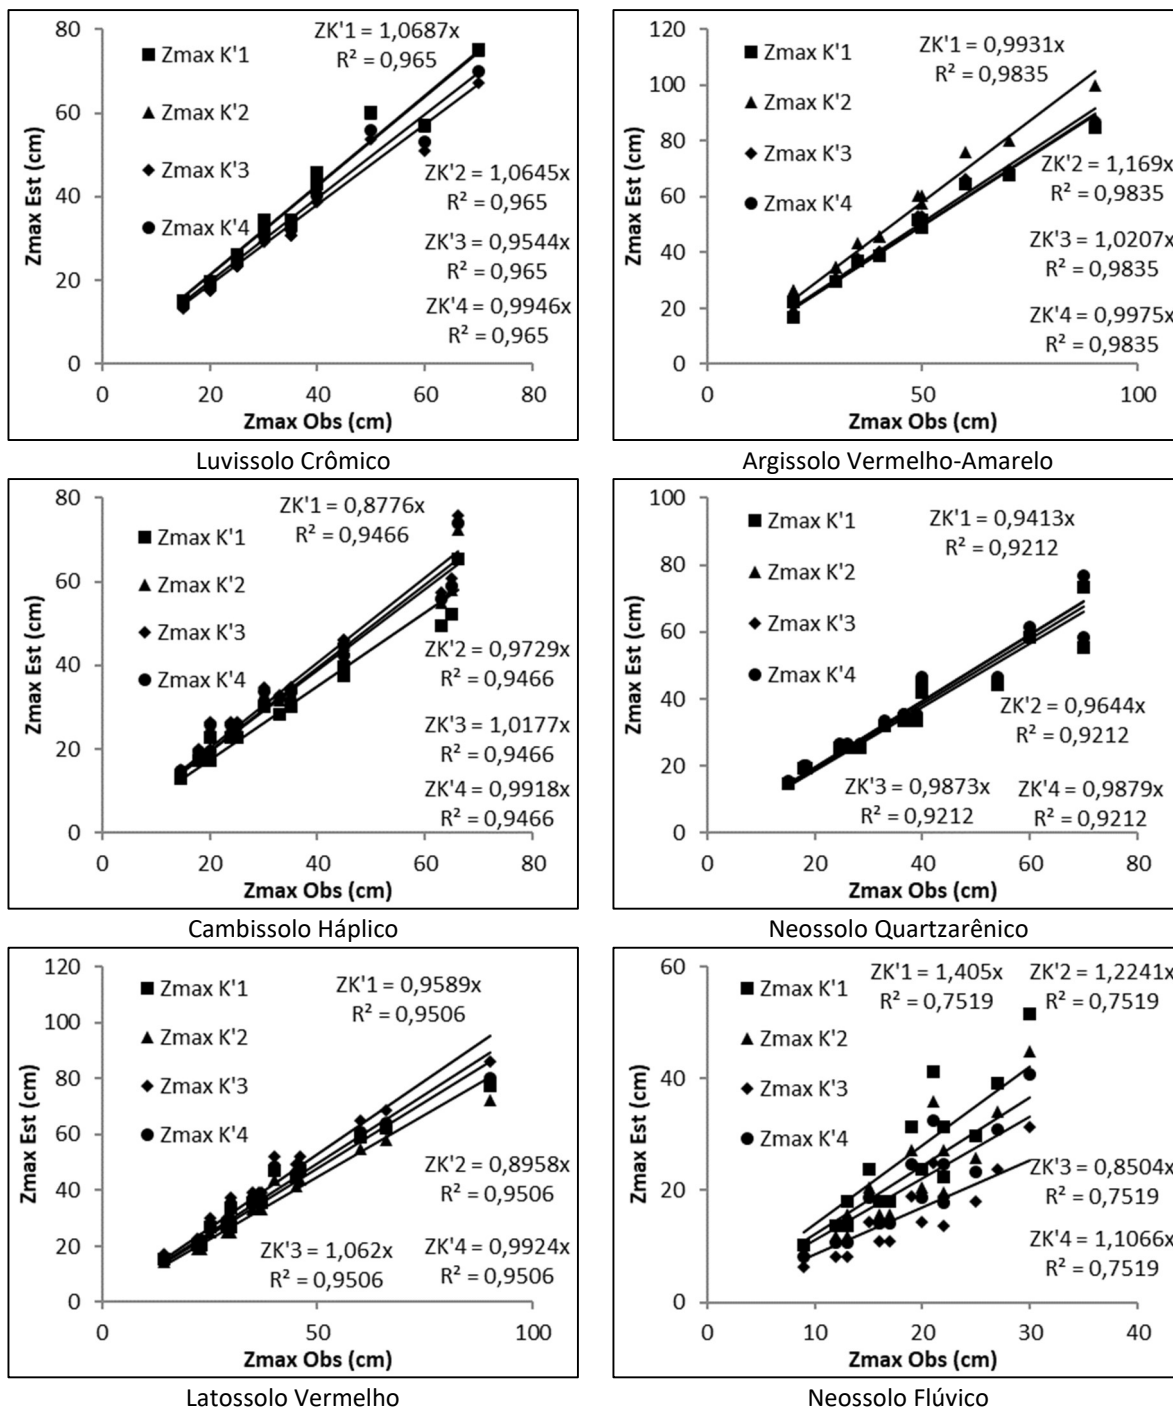 80
60
40
20
0
0
20
40
60
80
Zmax Est (cm)
Zmax Obs (cm)
Zmax K'1
Zmax K'2
Zmax K'3
Zmax K'4
ZK'1 = 1,0687x
R² = 0,965
ZK'2 = 1,0645x
R² = 0,965
ZK'3 = 0,9544x
R² = 0,965
ZK'4 = 0,9946x
R² = 0,965
Luvissolo Crômico
120
100
80
60
40
20
0
0
50
100
Zmax Est (cm)
Zmax Obs (cm)
Zmax K'1
Zmax K'2
Zmax K'3
Zmax K'4
ZK'1 = 0,9931x
R² = 0,9835
ZK'2 = 1,169x
R² = 0,9835
ZK'3 = 1,0207x
R² = 0,9835
ZK'4 = 0,9975x
R² = 0,9835
Argissolo Vermelho-Amarelo
80
60
40
20
0
0
20
40
60
80
Zmax Est (cm)
Zmax Obs (cm)
Zmax K'1
Zmax K'2
Zmax K'3
Zmax K'4
ZK'1 = 0,8776x
R² = 0,9466
ZK'2 = 0,9729x
R² = 0,9466
ZK'3 = 1,0177x
R² = 0,9466
ZK'4 = 0,9918x
R² = 0,9466
Cambissolo Háplico
100
80
60
40
20
0
0
20
40
60
80
Zmax Est (cm)
Zmax Obs (cm)
Zmax K'1
Zmax K'2
Zmax K'3
Zmax K'4
ZK'1 = 0,9413x
R² = 0,9212
ZK'2 = 0,9644x
R² = 0,9212
ZK'3 = 0,9873x
R² = 0,9212
ZK'4 = 0,9879x
R² = 0,9212
Neossolo Quartzarênico
120
100
80
60
40
20
0
0
50
100
Zmax Est (cm)
Zmax Obs (cm)
Zmax K'1
Zmax K'2
Zmax K'3
Zmax K'4
ZK'1 = 0,9589x
R² = 0,9506
ZK'2 = 0,8958x
R² = 0,9506
ZK'3 = 1,062x
R² = 0,9506
ZK'4 = 0,9924x
R² = 0,9506
Latossolo Vermelho
60
40
20
0
0
10
20
30
40
Zmax Est (cm)
Zmax Obs (cm)
Zmax K'1
Zmax K'2
Zmax K'3
Zmax K'4
ZK'1 = 1,405x
R² = 0,7519
ZK'2 = 1,2241x
R² = 0,7519
ZK'3 = 0,8504x
R² = 0,7519
ZK'4 = 1,1066x
R² = 0,7519
Neossolo Flúvico